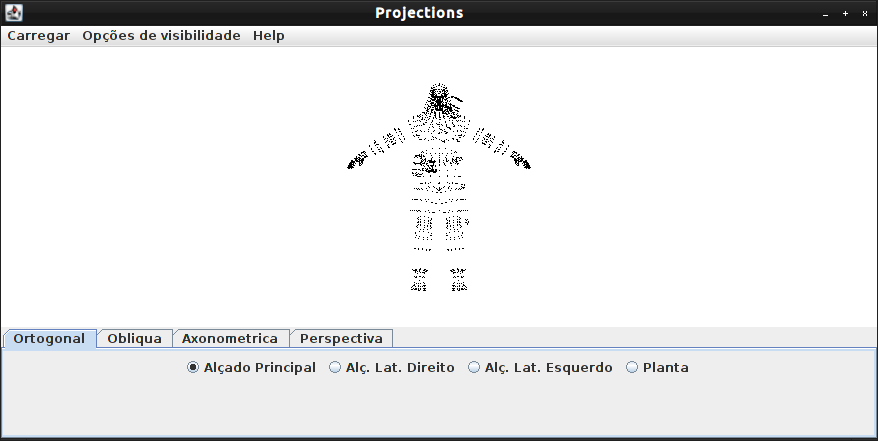 Projections
Carregar Opções de visibilidade Help
Ortogonal Obliqua Axonometrica Perspectiva
Alçado Principal Alç. Lat. Direito Alç. Lat. Esquerdo Planta